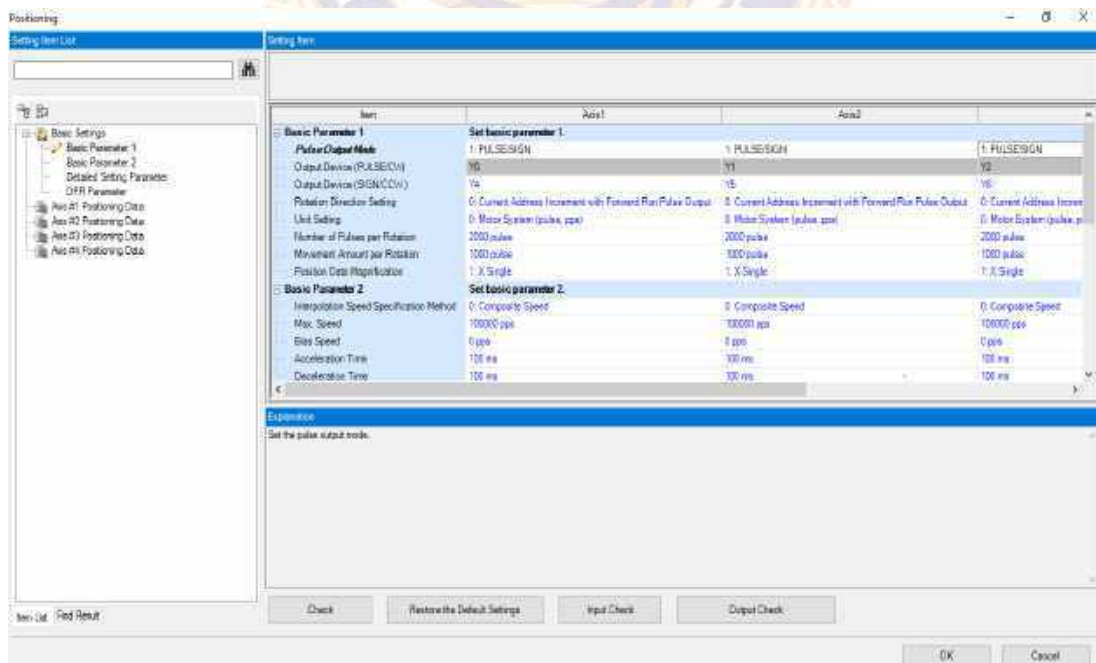 Positioning
Setting Item List
Setting Item
Basic Settings
Basic Parameter 1
Basic Parameter 2
Detailed Setting Parameter
OPR Parameter
Axis #1 Positioning Data
Axis #2 Positioning Data
Axis #3 Positioning Data
Axis #4 Positioning Data
Item Axis1 Axis2
Basic Parameter 1 Set basic parameter 1.
Pulse Output Mode 1: PULSE/SIGN 1: PULSE/SIGN 1: PULSE/SIGN
Output Device (PULSE/CW) Y0 Y1 Y2
Output Device (SIGN/CCW) Y4 Y5 Y6
Rotation Direction Setting 0: Current Address Increment with Forward Run Pulse Output 0: Current Address Increment with Forward Run Pulse Output 0: Current Address Increm
Unit Setting 0: Motor System (pulse, pps) 0: Motor System (pulse, pps) 0: Motor System (pulse, p
Number of Pulses per Rotation 2000 pulse 2000 pulse 2000 pulse
Movement Amount per Rotation 1000 pulse 1000 pulse 1000 pulse
Position Data Magnification 1: X Single 1: X Single 1: X Single
Basic Parameter 2 Set basic parameter 2.
Interpolation Speed Specification Method 0: Composite Speed 0: Composite Speed 0: Composite Speed
Max. Speed 100000 pps 100000 pps 100000 pps
Bias Speed 0 pps 0 pps 0 pps
Acceleration Time 100 ms 100 ms 100 ms
Deceleration Time 100 ms 100 ms 100 ms
Explanation
Set the pulse output mode.
Item List Find Result
Check Restore the Default Settings Input Check Output Check
OK Cancel